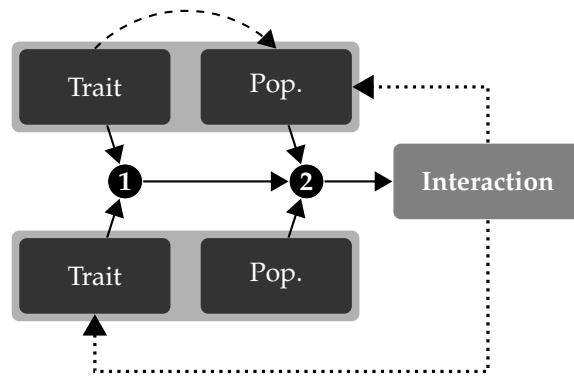 Trait
Pop.
1
2
Interaction
Trait
Pop.